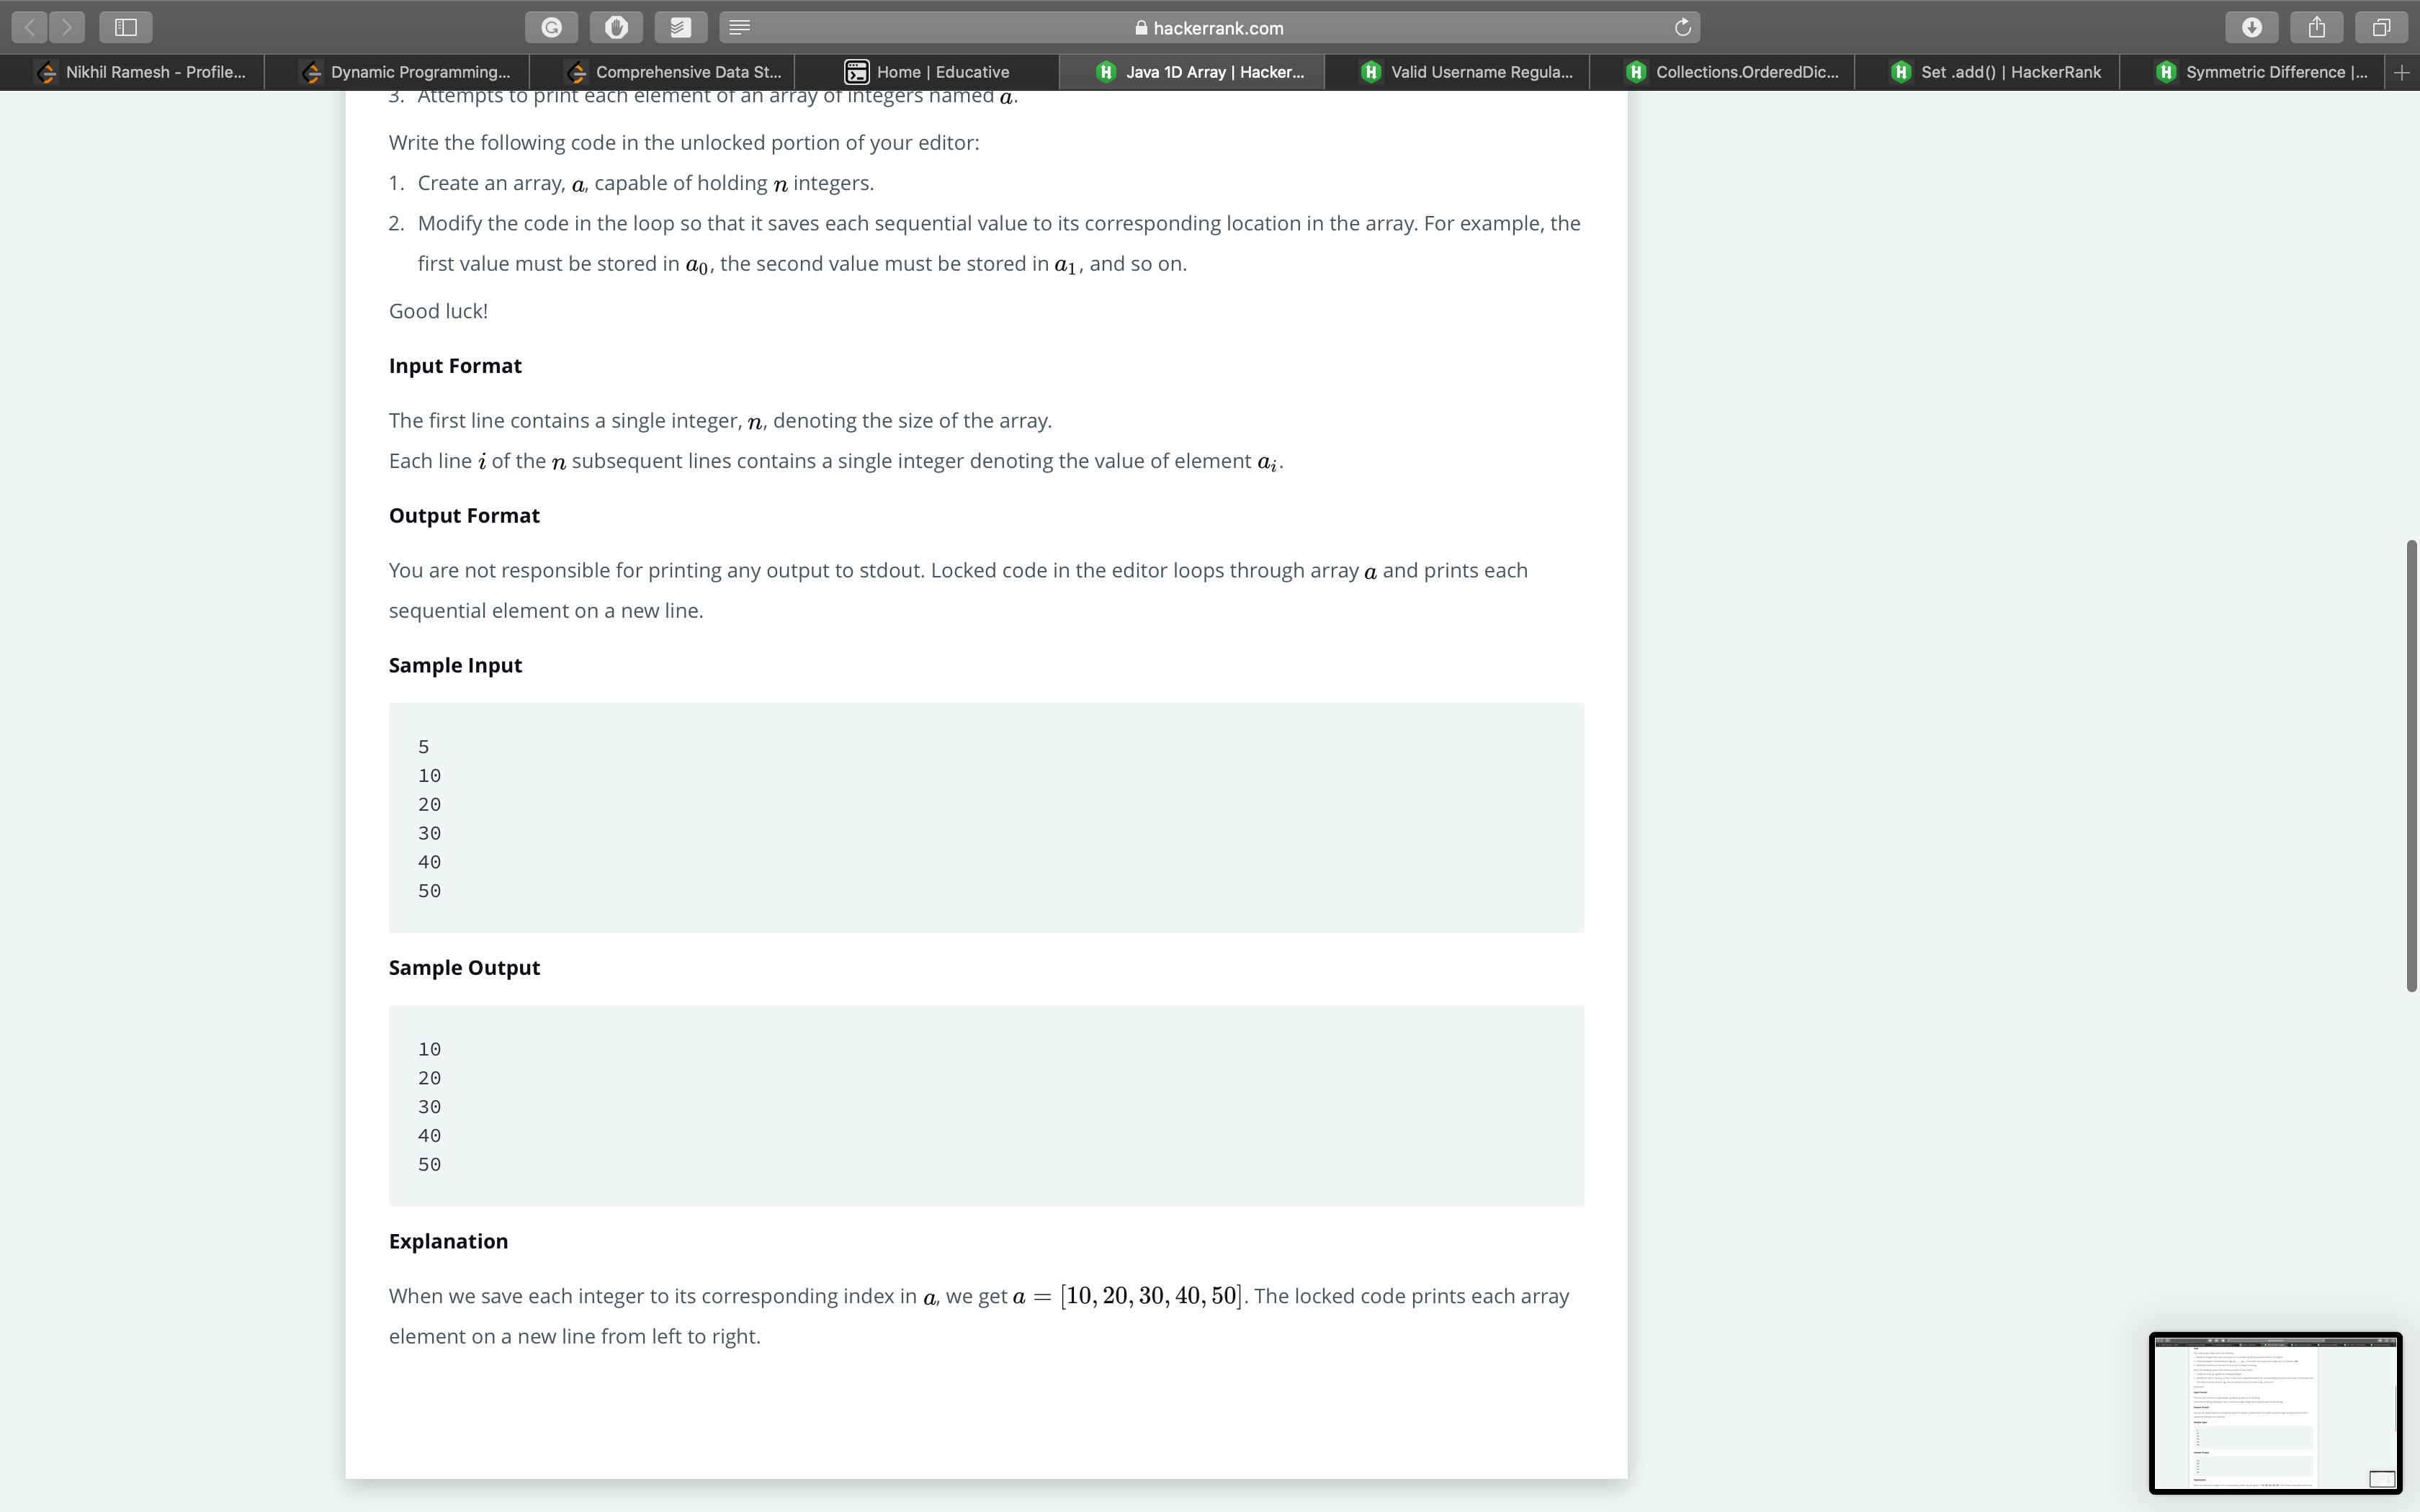 hackerrank.com
Nikhil Ramesh - Profile...
Dynamic Programming...
Comprehensive Data St...
Home | Educative
Java 1D Array | Hacker...
Valid Username Regula...
Collections.OrderedDic...
Set .add() | HackerRank
Symmetric Difference |...
3. Attempts to print each element of an array of integers named a.
Write the following code in the unlocked portion of your editor:
1. Create an array, a, capable of holding n integers.
2. Modify the code in the loop so that it saves each sequential value to its corresponding location in the array. For example, the
first value must be stored in a₀, the second value must be stored in a₁, and so on.
Good luck!
Input Format
The first line contains a single integer, n, denoting the size of the array.
Each line i of the n subsequent lines contains a single integer denoting the value of element aᵢ.
Output Format
You are not responsible for printing any output to stdout. Locked code in the editor loops through array a and prints each
sequential element on a new line.
Sample Input
5
10
20
30
40
50
Sample Output
10
20
30
40
50
Explanation
When we save each integer to its corresponding index in a, we get a = [10, 20, 30, 40, 50]. The locked code prints each array
element on a new line from left to right.